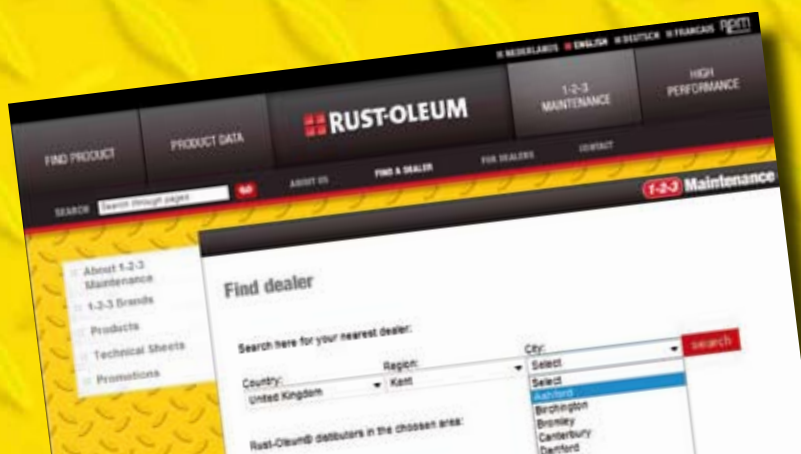 NEDERLANDS ENGLISH DEUTSCH FRANCAIS rpm
FIND PRODUCT
PRODUCT DATA
RUST-OLEUM
1-2-3
MAINTENANCE
HIGH
PERFORMANCE
SEARCH Search through pages GO
ABOUT US
FIND A DEALER
FOR DEALERS
CONTACT
1-2-3 Maintenance
About 1-2-3
Maintenance
1-2-3 Brands
Products
Technical Sheets
Promotions
Find dealer
Search here for your nearest dealer:
Country: Region: City:
United Kingdom Kent Select search
Select
Ashford
Birchington
Bromley
Canterbury
Dartford
Rust-Oleum® distibutors in the choosen area: